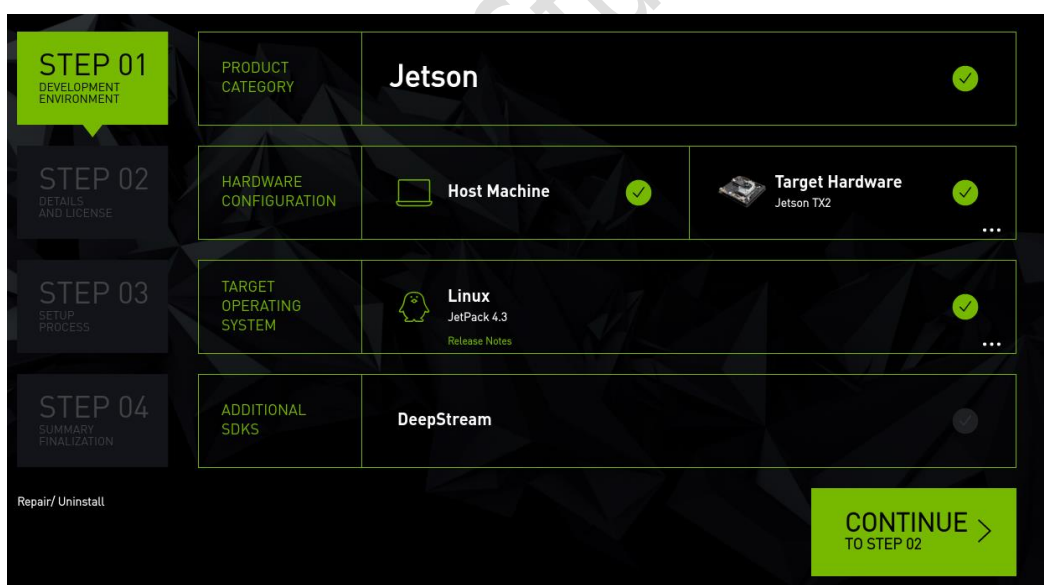 STEP 01
DEVELOPMENT
ENVIRONMENT
PRODUCT
CATEGORY
Jetson
STEP 02
DETAILS
AND LICENSE
HARDWARE
CONFIGURATION
Host Machine
Target Hardware
Jetson TX2
...
STEP 03
SETUP
PROCESS
TARGET
OPERATING
SYSTEM
Linux
JetPack 4.3
Release Notes
...
STEP 04
SUMMARY
FINALIZATION
ADDITIONAL
SDKS
DeepStream
Repair/ Uninstall
CONTINUE >
TO STEP 02